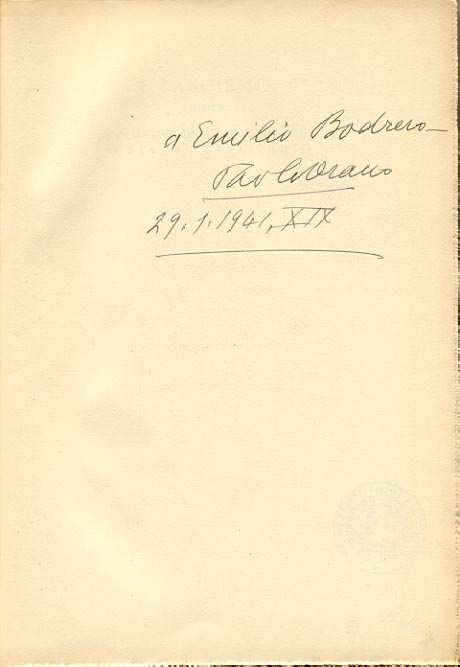 a Emilio Bodrero –
Paolo Orano
29.1.1941, XIX